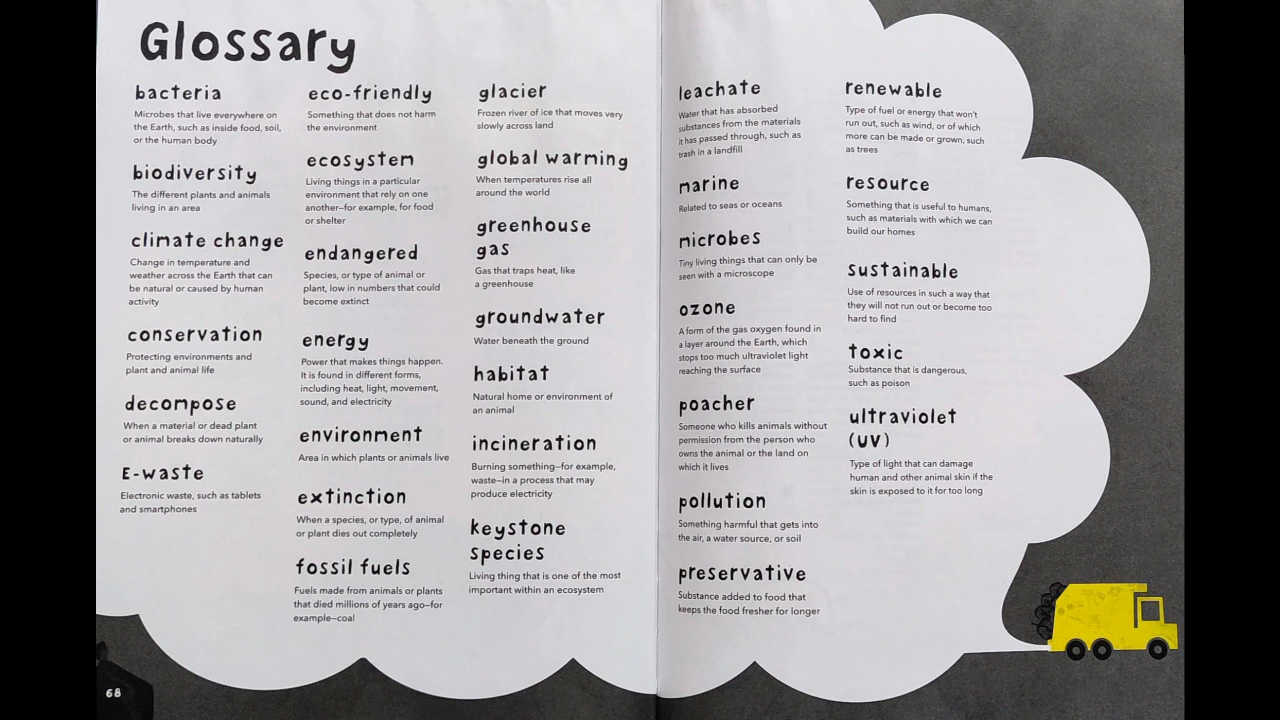 Glossary
bacteria
Microbes that live everywhere on
the Earth, such as inside food, soil,
or the human body
biodiversity
The different plants and animals
living in an area
climate change
Change in temperature and
weather across the Earth that can
be natural or caused by human
activity
conservation
Protecting environments and
plant and animal life
decompose
When a material or dead plant
or animal breaks down naturally
E-waste
Electronic waste, such as tablets
and smartphones
eco-friendly
Something that does not harm
the environment
ecosystem
Living things in a particular
environment that rely on one
another—for example, for food
or shelter
endangered
Species, or type of animal or
plant, low in numbers that could
become extinct
energy
Power that makes things happen.
It is found in different forms,
including heat, light, movement,
sound, and electricity
environment
Area in which plants or animals live
extinction
When a species, or type, of animal
or plant dies out completely
fossil fuels
Fuels made from animals or plants
that died millions of years ago—for
example—coal
glacier
Frozen river of ice that moves very
slowly across land
global warming
When temperatures rise all
around the world
greenhouse
gas
Gas that traps heat, like
a greenhouse
groundwater
Water beneath the ground
habitat
Natural home or environment of
an animal
incineration
Burning something—for example,
waste—in a process that may
produce electricity
keystone
species
Living thing that is one of the most
important within an ecosystem
leachate
Water that has absorbed
substances from the materials
it has passed through, such as
trash in a landfill
marine
Related to seas or oceans
microbes
Tiny living things that can only be
seen with a microscope
ozone
A form of the gas oxygen found in
a layer around the Earth, which
stops too much ultraviolet light
reaching the surface
poacher
Someone who kills animals without
permission from the person who
owns the animal or the land on
which it lives
pollution
Something harmful that gets into
the air, a water source, or soil
preservative
Substance added to food that
keeps the food fresher for longer
renewable
Type of fuel or energy that won't
run out, such as wind, or of which
more can be made or grown, such
as trees
resource
Something that is useful to humans,
such as materials with which we can
build our homes
sustainable
Use of resources in such a way that
they will not run out or become too
hard to find
toxic
Substance that is dangerous,
such as poison
ultraviolet
(UV)
Type of light that can damage
human and other animal skin if the
skin is exposed to it for too long
68